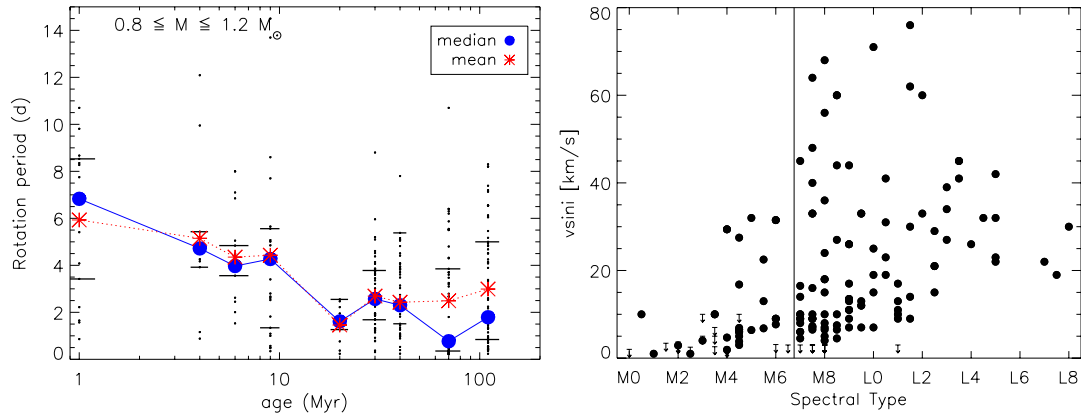 0.8 ≦ M ≦ 1.2 M⊙
median
mean
Rotation period (d)
14
12
10
8
6
4
2
0
1
10
100
age (Myr)
vsini [km/s]
80
60
40
20
0
M0 M2 M4 M6 M8 L0 L2 L4 L6 L8
Spectral Type